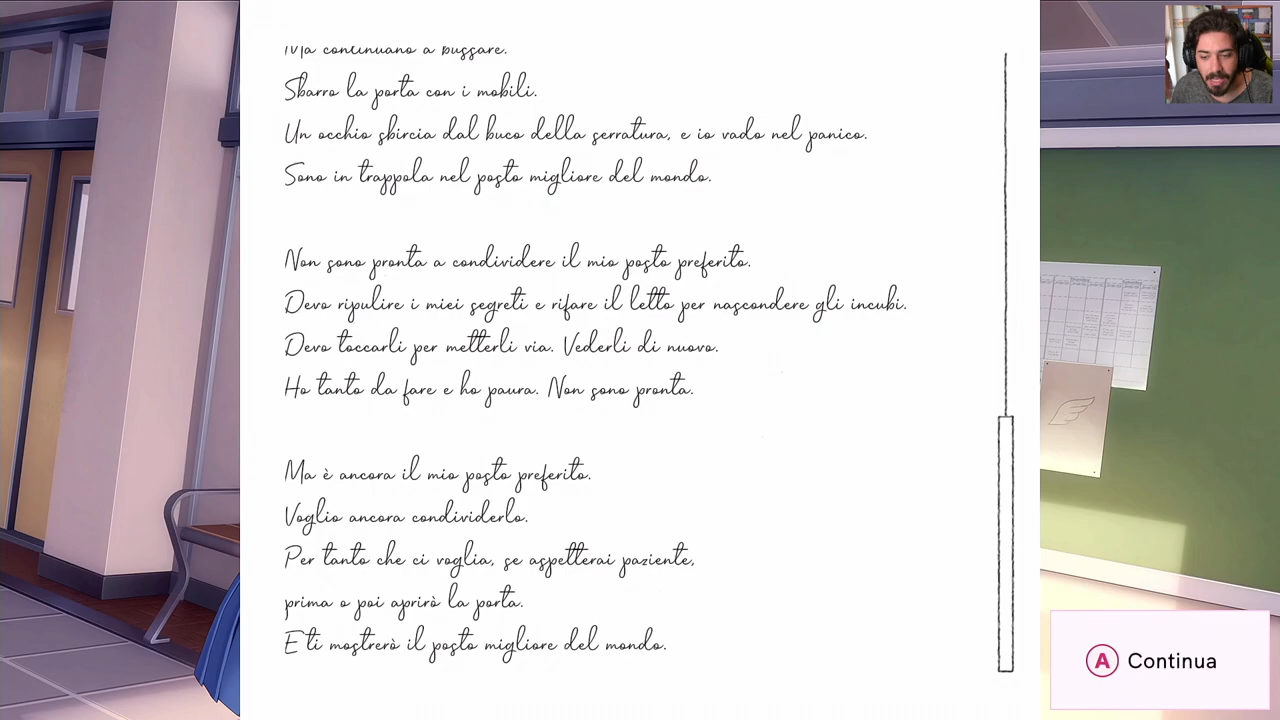 Ma continuano a bussare.
Sbarro la porta con i mobili.
Un occhio sbircia dal buco della serratura, e io vado nel panico.
Sono in trappola nel posto migliore del mondo.
Non sono pronta a condividere il mio posto preferito.
Devo ripulire i miei segreti e rifare il letto per nascondere gli incubi.
Devo toccarli per metterli via. Vederli di nuovo.
Ho tanto da fare e ho paura. Non sono pronta.
Ma è ancora il mio posto preferito.
Voglio ancora condividerlo.
Per tanto che ci voglia, se aspetterai paziente,
prima o poi aprirò la porta.
E ti mostrerò il posto migliore del mondo.
A Continua